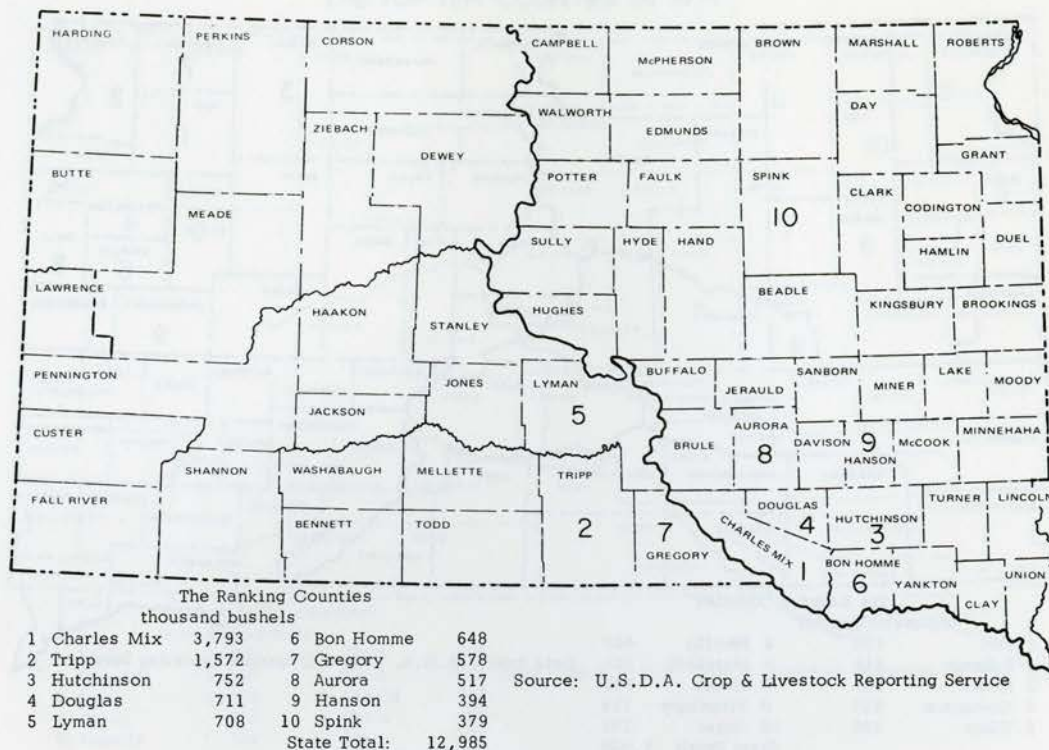 HARDING PERKINS CORSON CAMPBELL McPHERSON BROWN MARSHALL ROBERTS
WALWORTH EDMUNDS DAY
ZIEBACH DEWEY GRANT
BUTTE POTTER FAULK SPINK CLARK CODINGTON
MEADE 10 DUEL
SULLY HYDE HAND HAMLIN
LAWRENCE HAAKON STANLEY HUGHES BEADLE KINGSBURY BROOKINGS
PENNINGTON JONES LYMAN BUFFALO JERAULD SANBORN MINER LAKE MOODY
JACKSON 5
CUSTER BRULE AURORA DAVISON 9 McCOOK MINNEHAHA
8 HANSON
SHANNON WASHABAUGH MELLETTE TRIPP
FALL RIVER DOUGLAS HUTCHINSON TURNER LINCOLN
BENNETT TODD 2 7 GREGORY CHARLES MIX 4 3
1 BON HOMME 6 YANKTON CLAY UNION
The Ranking Counties
thousand bushels
1 Charles Mix 3,793 6 Bon Homme 648
2 Tripp 1,572 7 Gregory 578
3 Hutchinson 752 8 Aurora 517
4 Douglas 711 9 Hanson 394
5 Lyman 708 10 Spink 379
State Total: 12,985
Source: U.S.D.A. Crop & Livestock Reporting Service